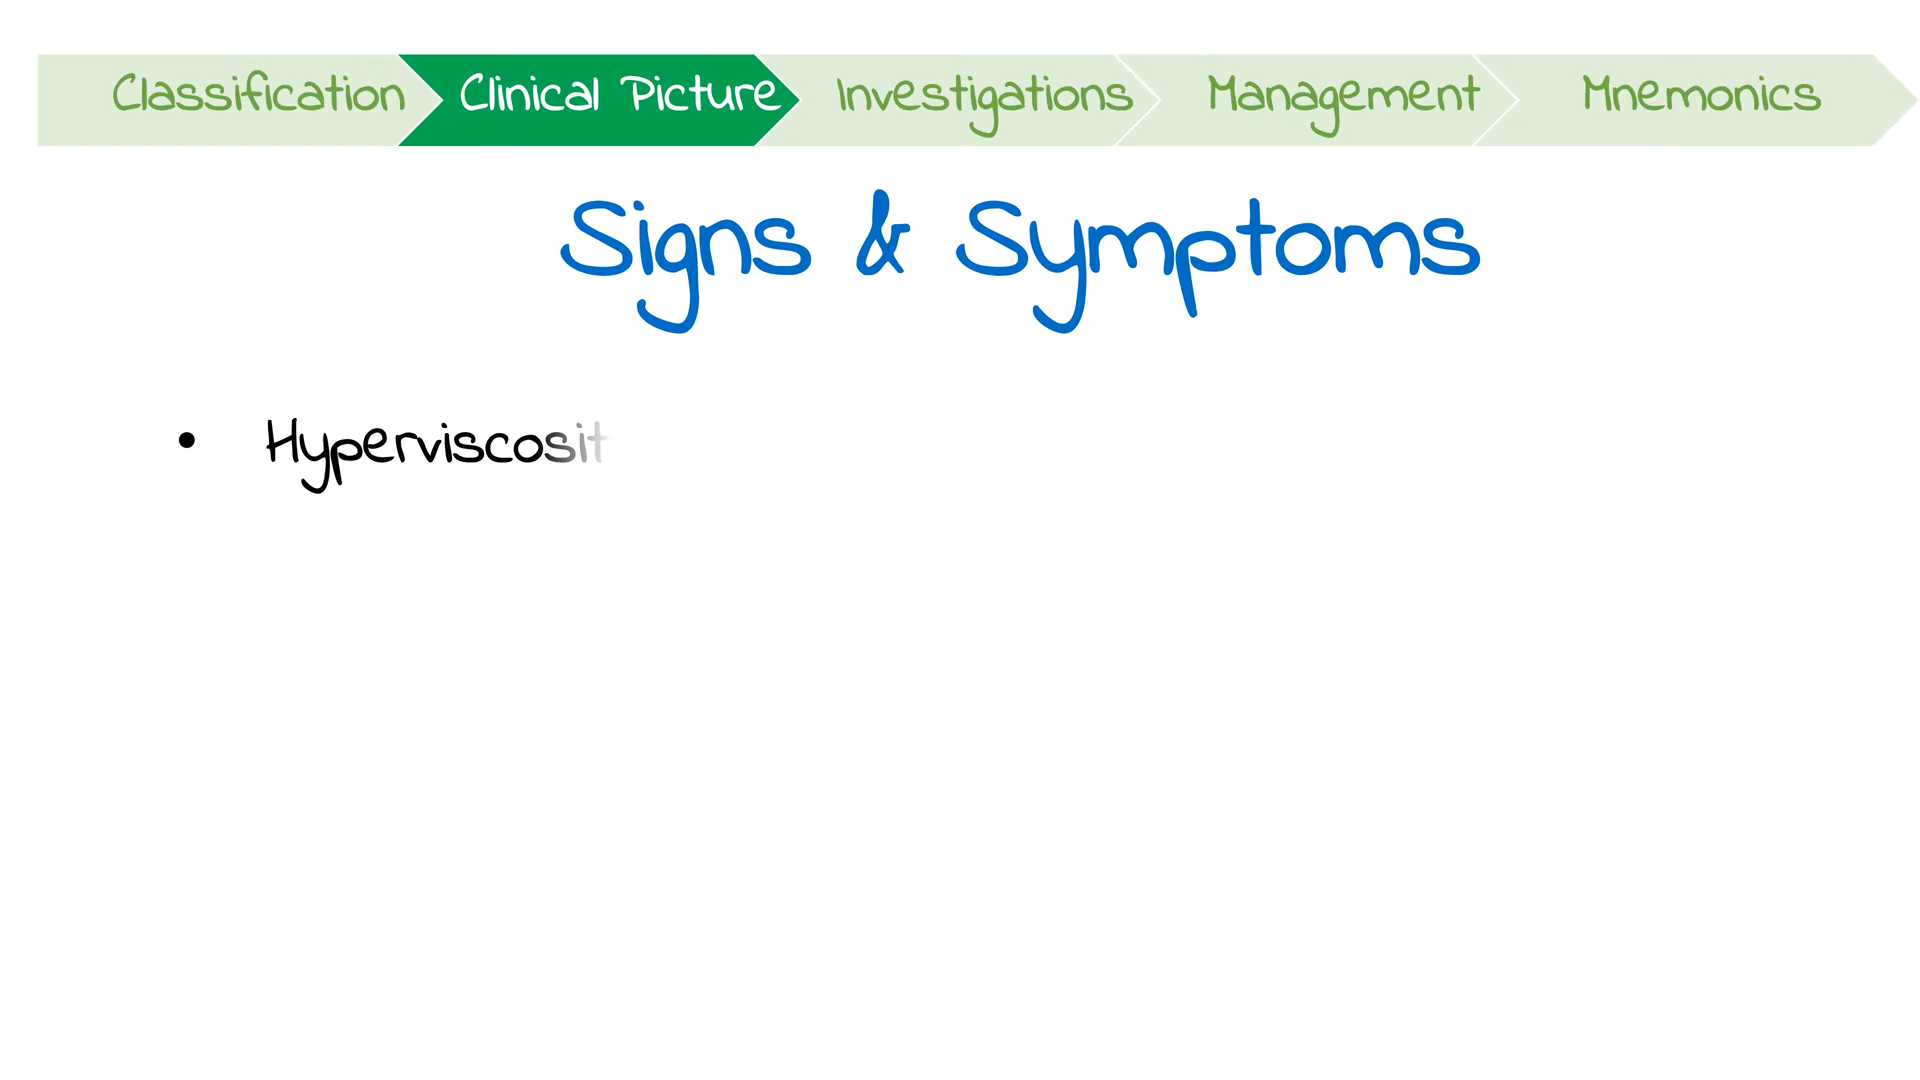 Classification Clinical Picture Investigations Management Mnemonics
Signs & Symptoms
• Hyperviscosit